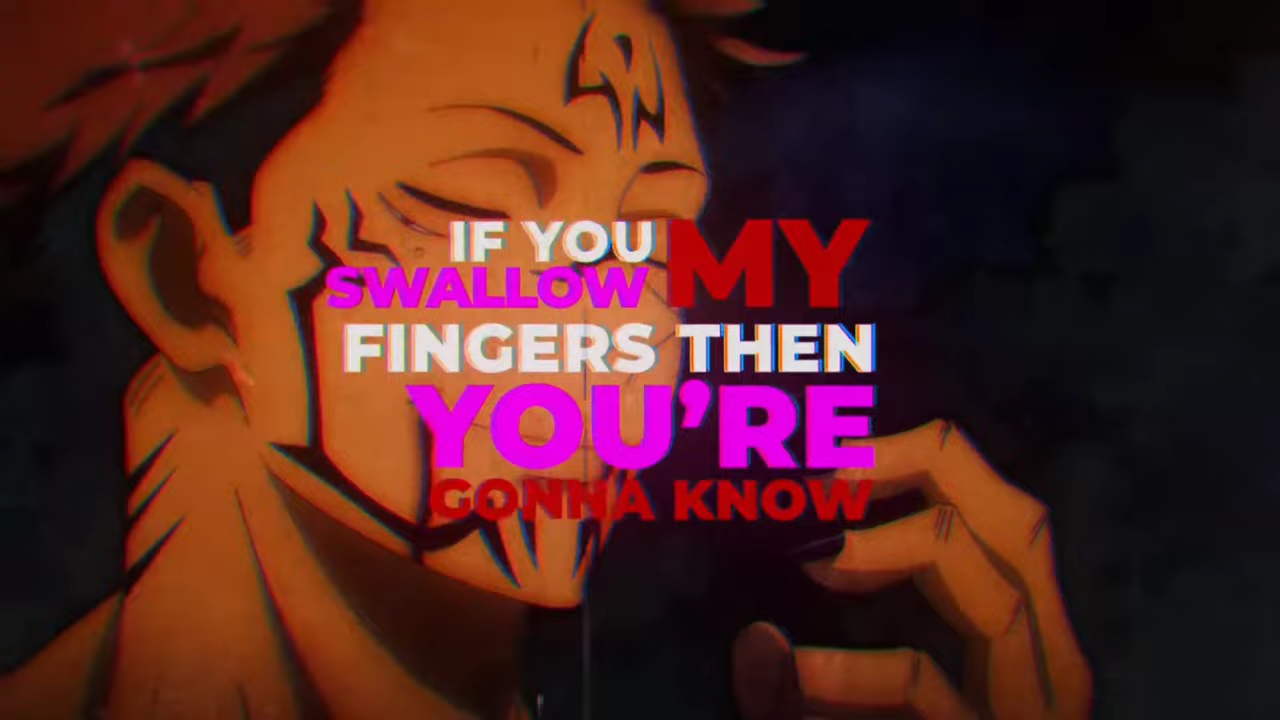 IF YOU
SWALLOW MY
FINGERS THEN
YOU'RE
GONNA KNOW